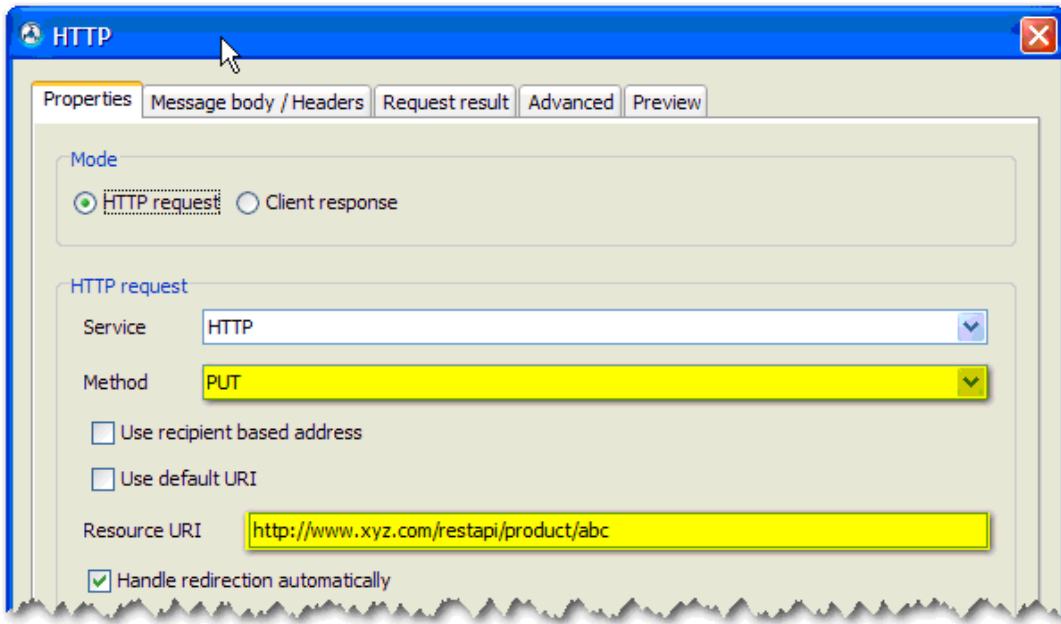 HTTP
Properties Message body / Headers Request result Advanced Preview
Mode
HTTP request Client response
HTTP request
Service HTTP
Method PUT
Use recipient based address
Use default URI
Resource URI http://www.xyz.com/restapi/product/abc
Handle redirection automatically